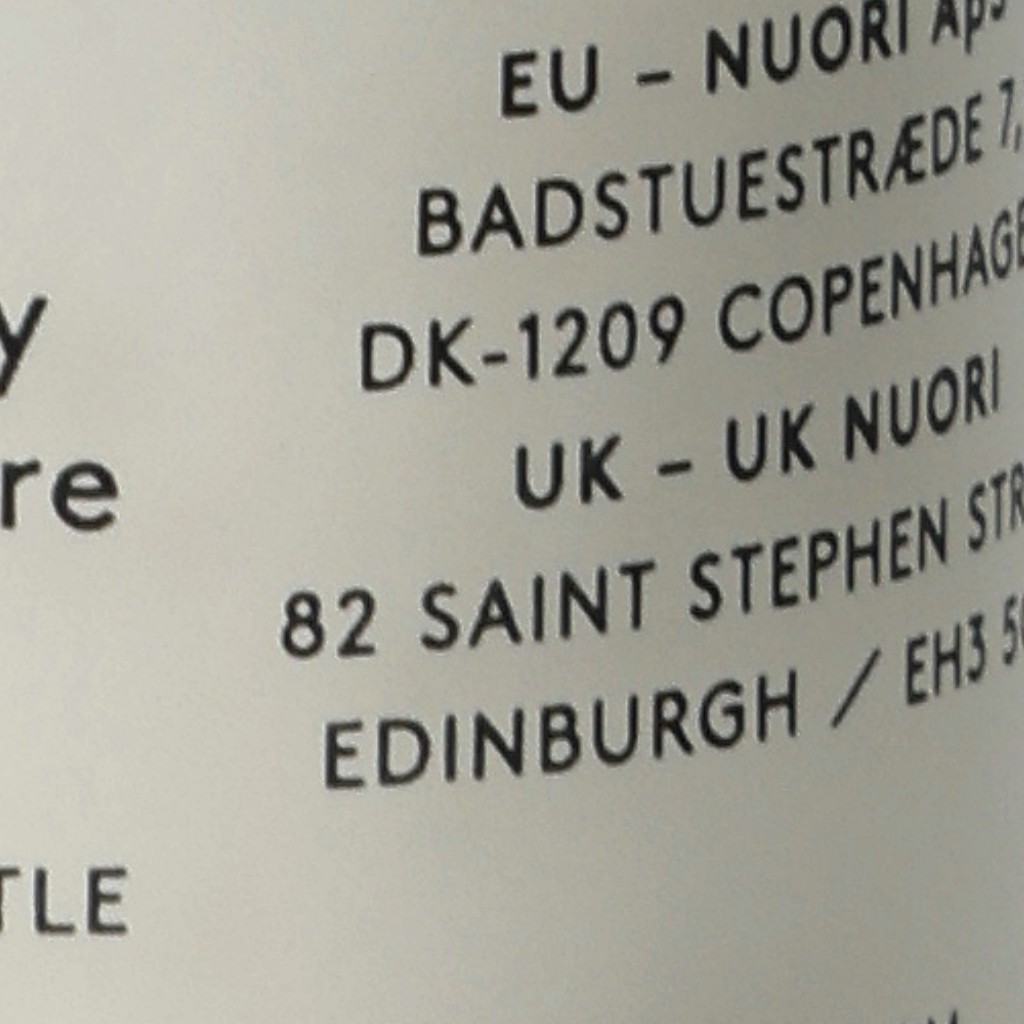 EU – NUORI ApS
BADSTUESTRÆDE 7,
DK-1209 COPENHAGE
UK – UK NUORI
82 SAINT STEPHEN STR
EDINBURGH / EH3 5
y
re
TLE